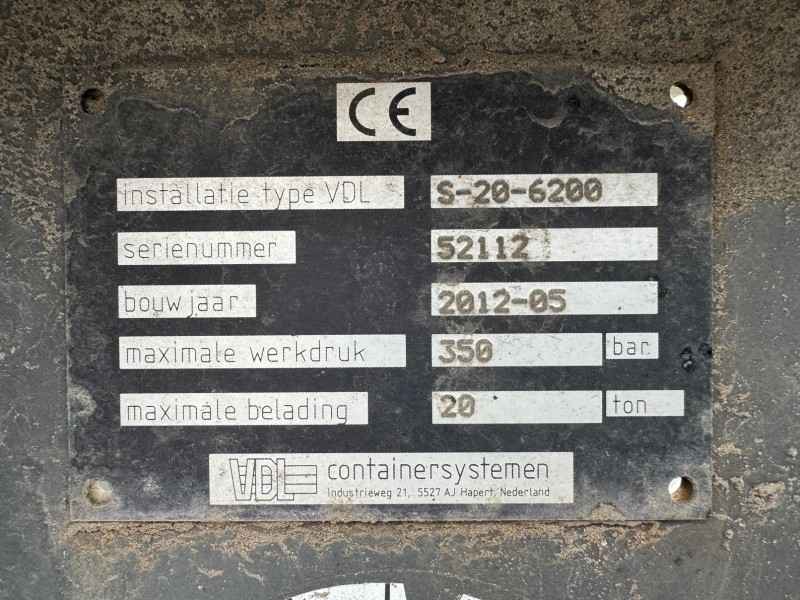 CE
installatie type VDL S-20-6200
serienummer 52112
bouwjaar 2012-05
maximale werkdruk 350 bar
maximale belading 20 ton
VDL containersystemen
Industrieweg 21, 5527 AJ Hapert, Nederland